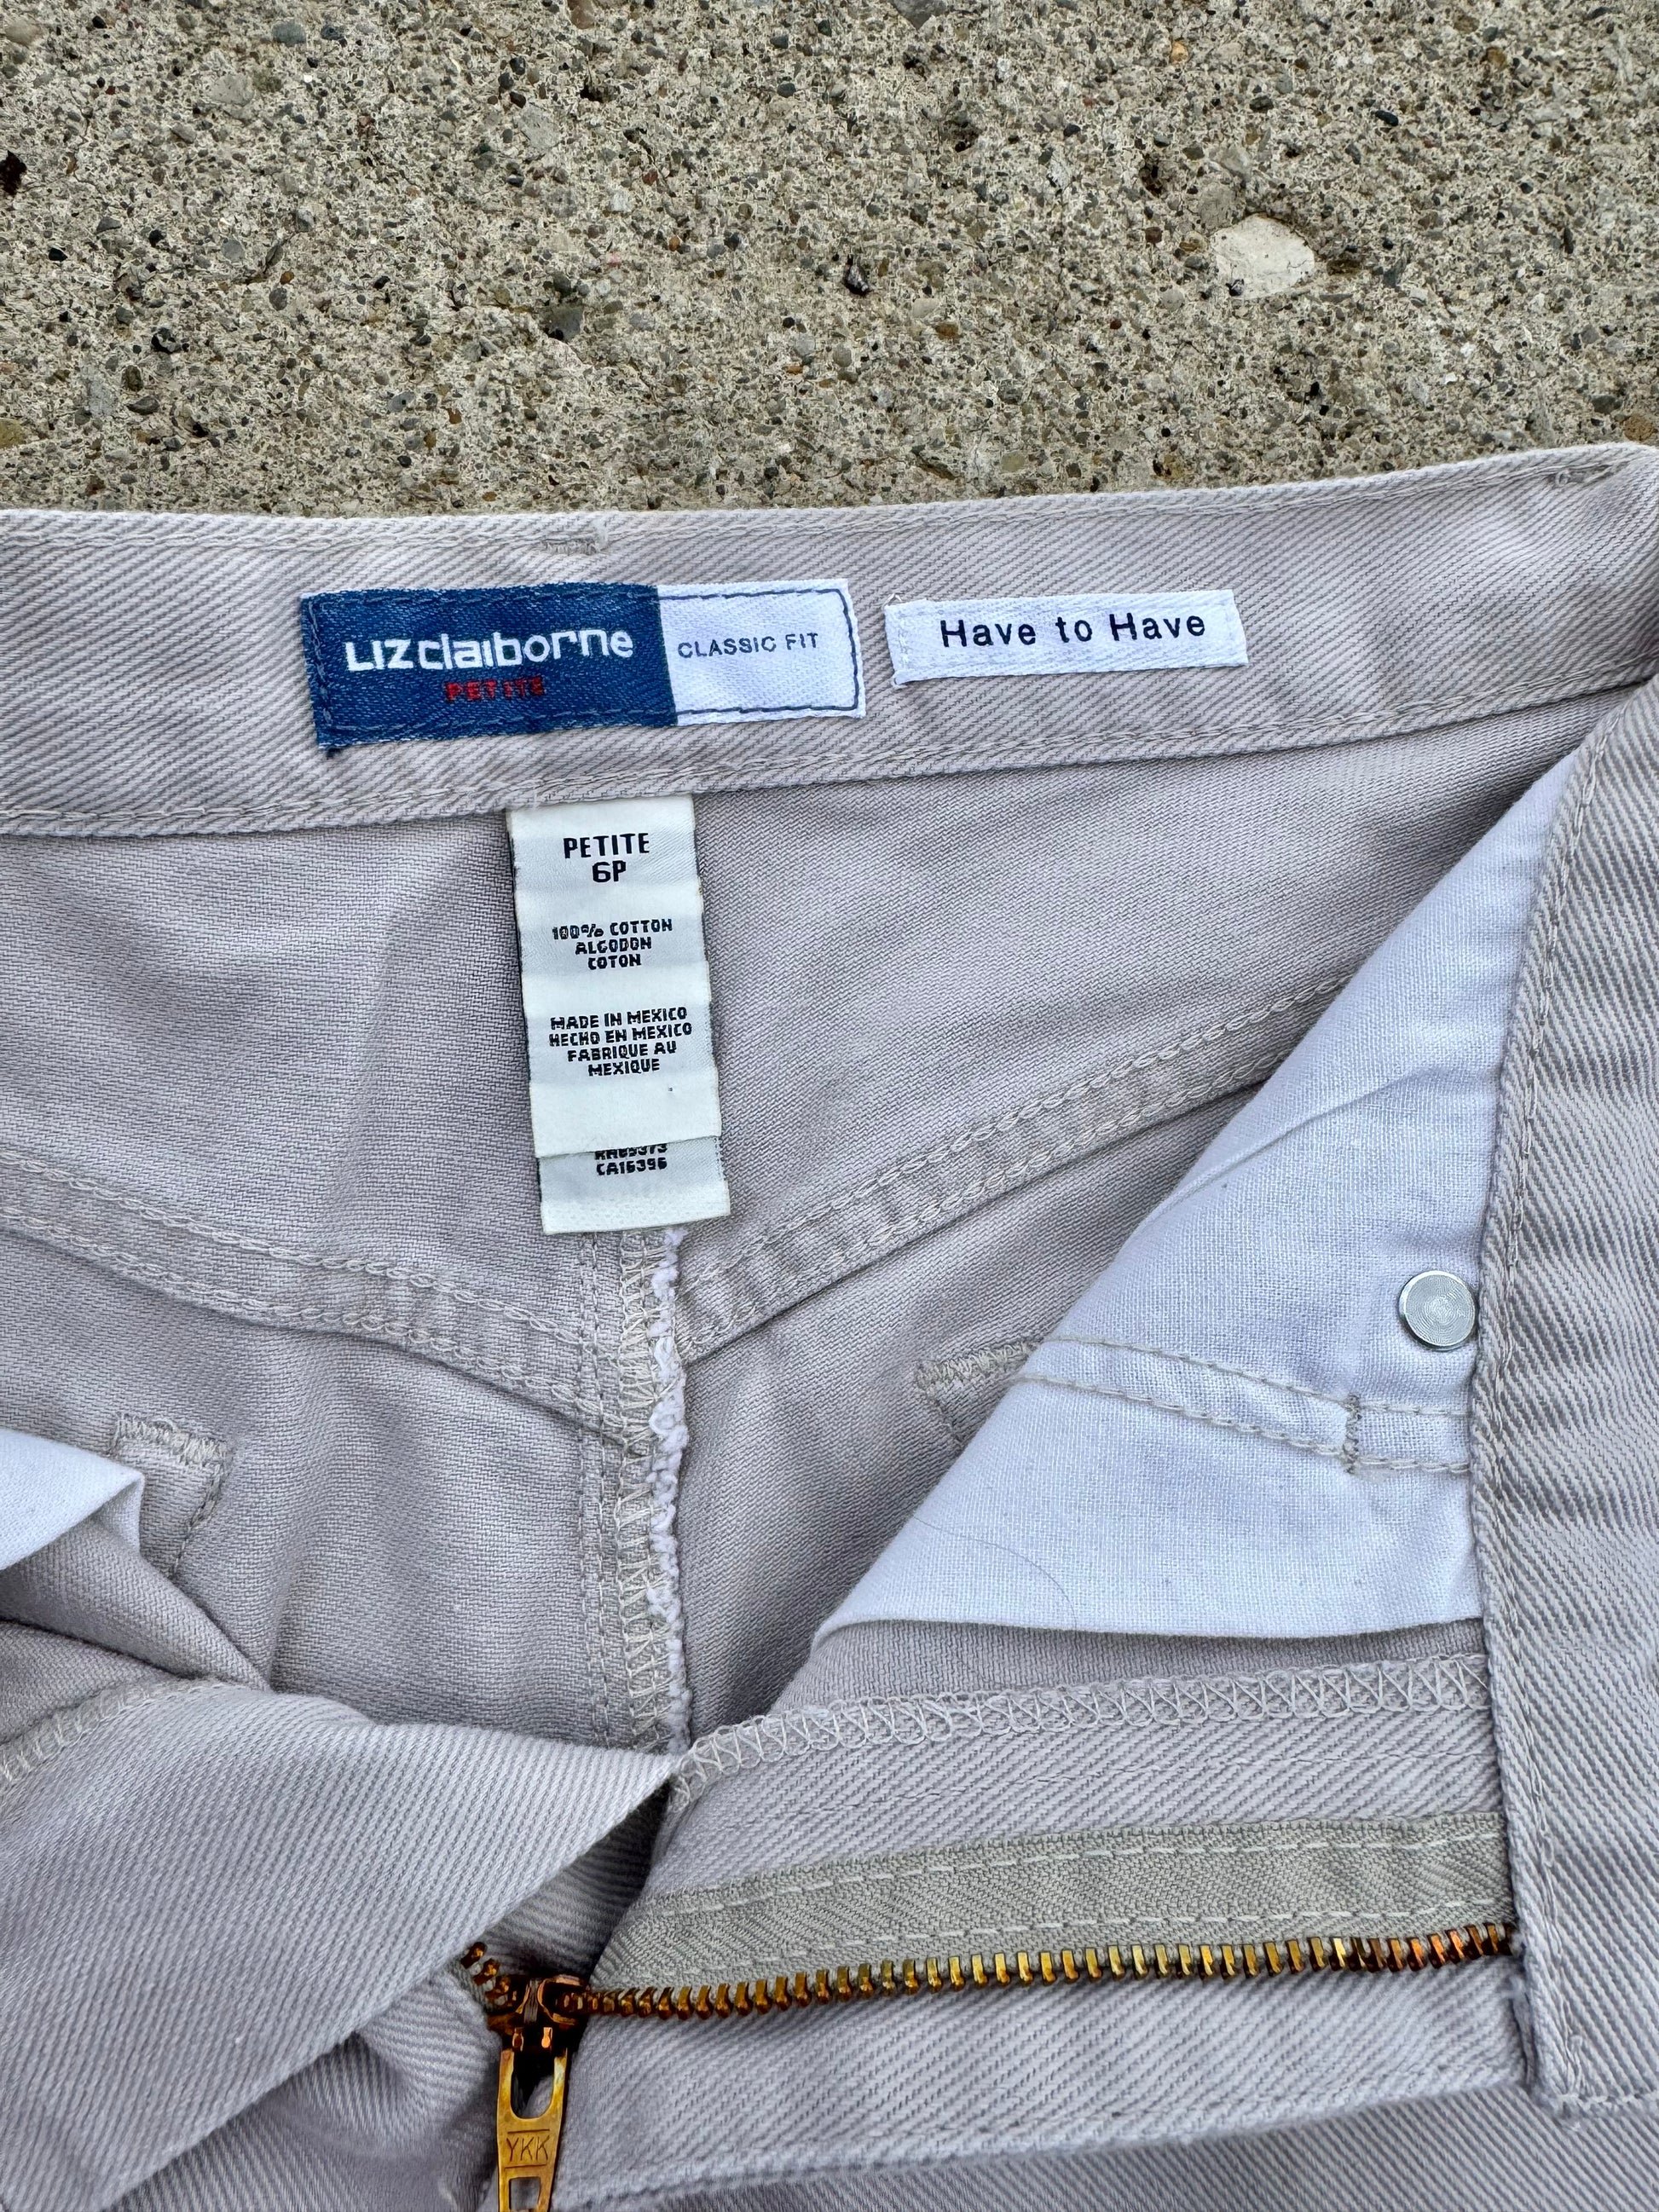 LIZ claiborne
PETITE
CLASSIC FIT
Have to Have
PETITE
6P
100% COTTON
ALGODON
COTON
MADE IN MEXICO
HECHO EN MEXICO
FABRIQUE AU
MEXIQUE
CA16396
YKK